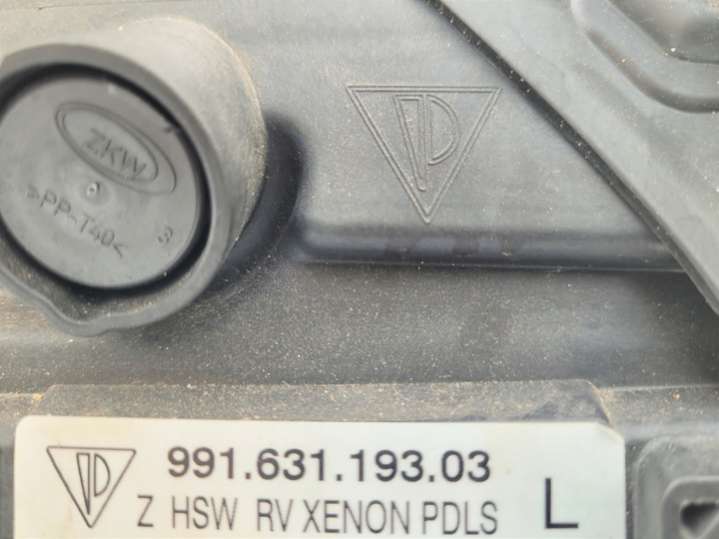 ZKW
>PP-T40<
P
P
991.631.193.03
Z HSW RV XENON PDLS L